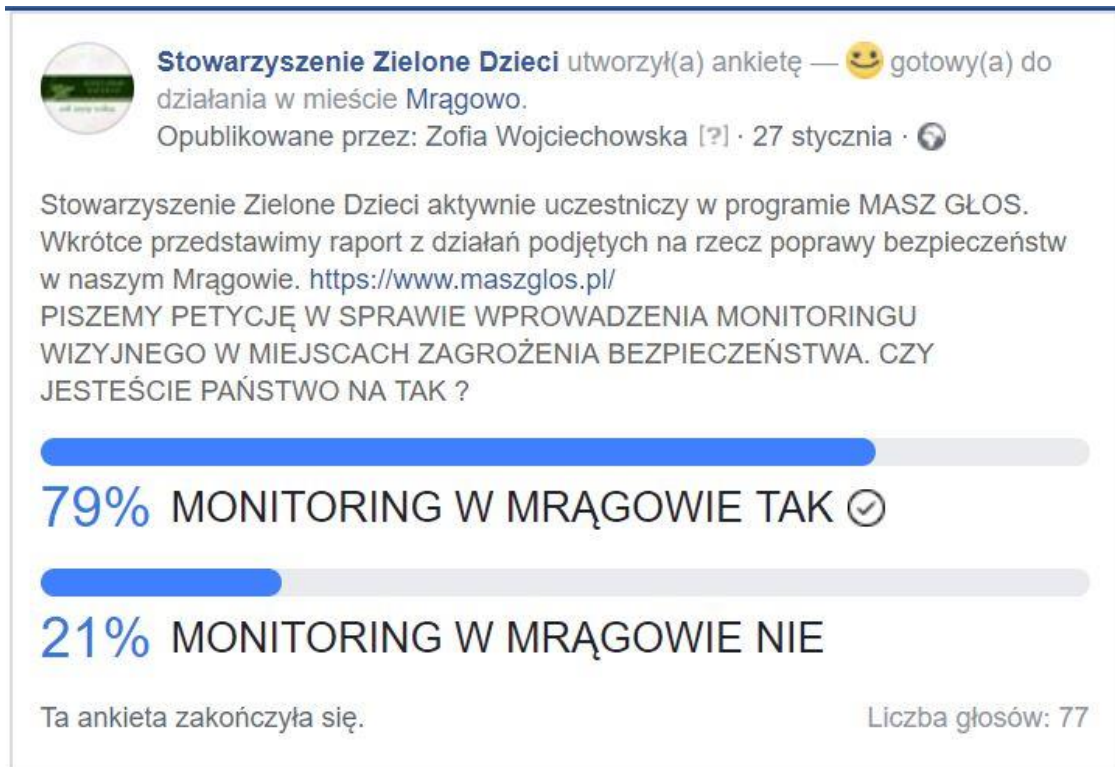 Stowarzyszenie Zielone Dzieci utworzył(a) ankietę — gotowy(a) do
działania w mieście Mrągowo.
Opublikowane przez: Zofia Wojciechowska [?] · 27 stycznia ·
Stowarzyszenie Zielone Dzieci aktywnie uczestniczy w programie MASZ GŁOS.
Wkrótce przedstawimy raport z działań podjętych na rzecz poprawy bezpieczeństw
w naszym Mrągowie. https://www.maszglos.pl/
PISZEMY PETYCJĘ W SPRAWIE WPROWADZENIA MONITORINGU
WIZYJNEGO W MIEJSCACH ZAGROŻENIA BEZPIECZEŃSTWA. CZY
JESTEŚCIE PAŃSTWO NA TAK ?
79% MONITORING W MRĄGOWIE TAK
21% MONITORING W MRĄGOWIE NIE
Ta ankieta zakończyła się. Liczba głosów: 77